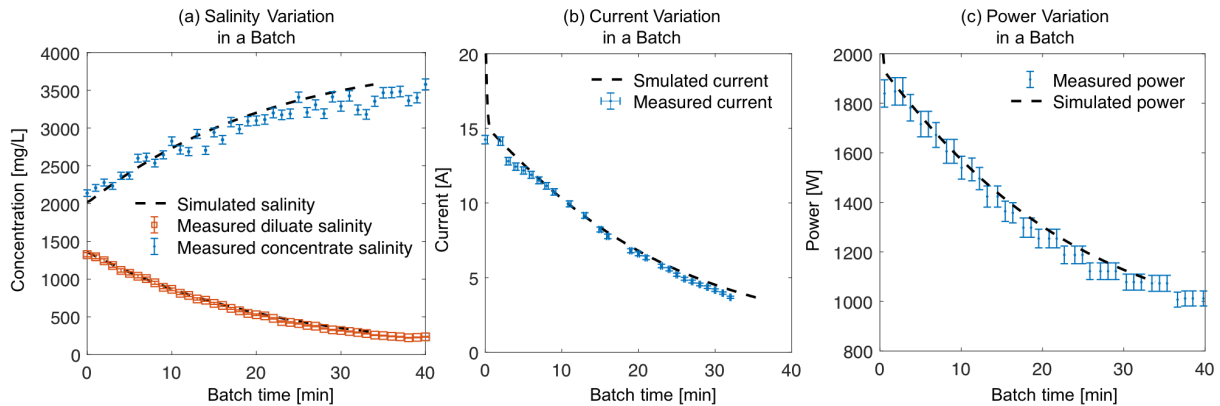 (a) Salinity Variation
in a Batch
4000
3500
3000
2500
2000
1500
1000
500
0
Concentration [mg/L]
Simulated salinity
Measured diluate salinity
Measured concentrate salinity
0 10 20 30 40
Batch time [min]
(b) Current Variation
in a Batch
20
15
10
5
0
Current [A]
Smulated current
Measured current
0 10 20 30 40
Batch time [min]
(c) Power Variation
in a Batch
2000
1800
1600
1400
1200
1000
800
Power [W]
Measured power
Simulated power
0 10 20 30 40
Batch time [min]